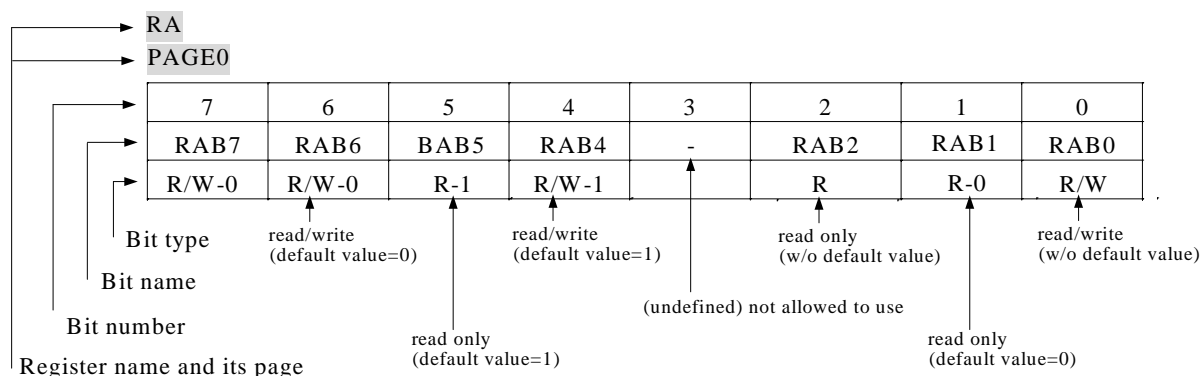 RA
PAGE0
7 6 5 4 3 2 1 0
RAB7 RAB6 BAB5 RAB4 - RAB2 RAB1 RAB0
R/W-0 R/W-0 R-1 R/W-1 R R-0 R/W
Bit type
read/write
(default value=0)
read/write
(default value=1)
read only
(w/o default value)
read/write
(w/o default value)
Bit name
(undefined) not allowed to use
Bit number
read only
(default value=1)
read only
(default value=0)
Register name and its page